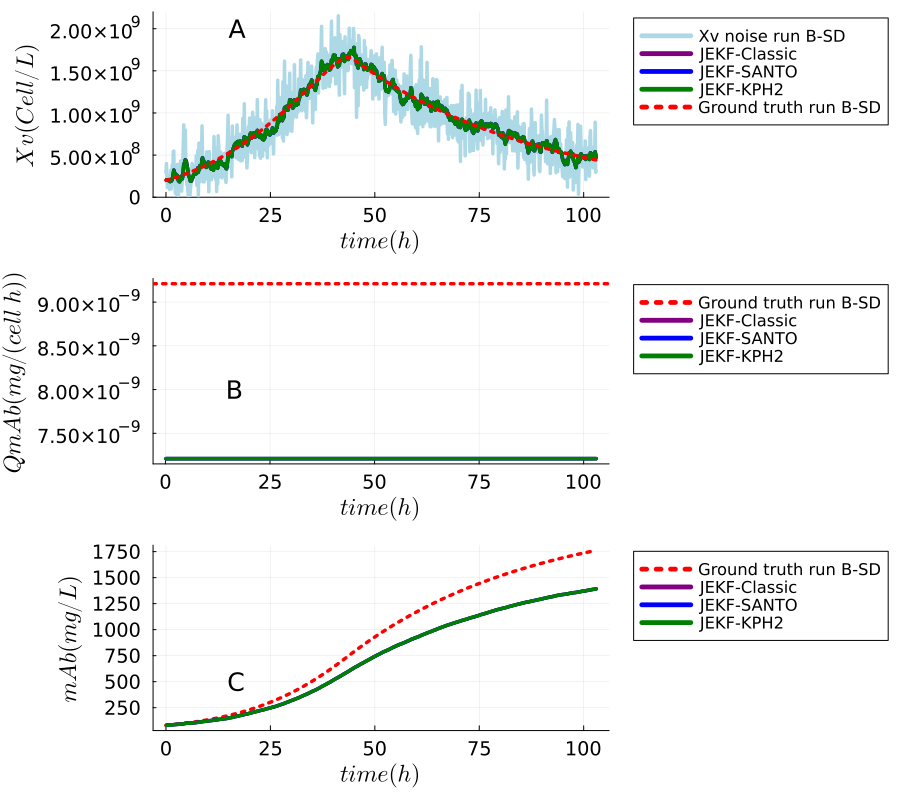 A
2.00×10⁹
1.50×10⁹
1.00×10⁹
5.00×10⁸
0
Xv(Cell/L)
0 25 50 75 100
time(h)
Xv noise run B-SD
JEKF-Classic
JEKF-SANTO
JEKF-KPH2
Ground truth run B-SD
B
9.00×10⁻⁹
8.50×10⁻⁹
8.00×10⁻⁹
7.50×10⁻⁹
QmAb(mg/(cell h))
0 25 50 75 100
time(h)
Ground truth run B-SD
JEKF-Classic
JEKF-SANTO
JEKF-KPH2
C
1750
1500
1250
1000
750
500
250
mAb(mg/L)
0 25 50 75 100
time(h)
Ground truth run B-SD
JEKF-Classic
JEKF-SANTO
JEKF-KPH2